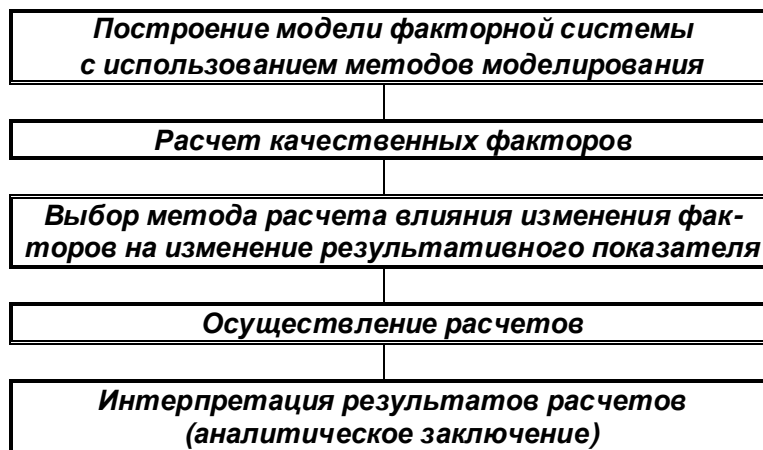 Построение модели факторной системы
с использованием методов моделирования
Расчет качественных факторов
Выбор метода расчета влияния изменения фак-
торов на изменение результативного показателя
Осуществление расчетов
Интерпретация результатов расчетов
(аналитическое заключение)